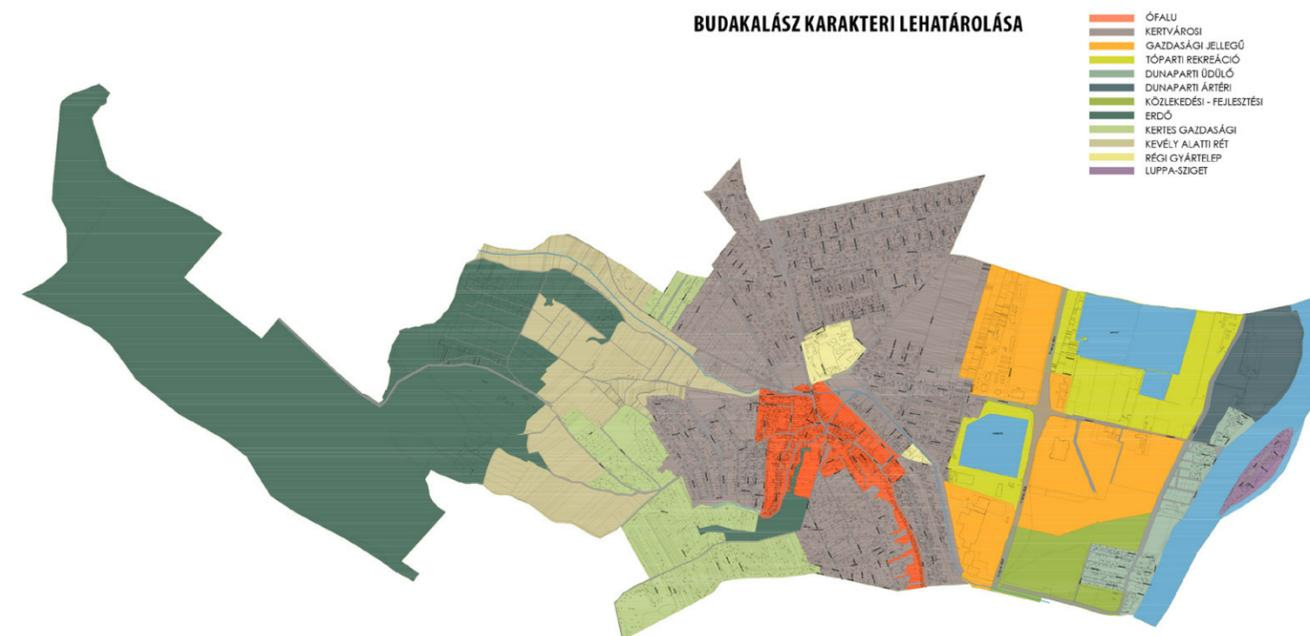 BUDAKALÁSZ KARAKTERI LEHATÁROLÁSA
ÓFALU
KERTVÁROSI
GAZDASÁGI JELLEGŰ
TÓPARTI REKREÁCIÓ
DUNAPARTI ÜDÜLŐ
DUNAPARTI ÁRTÉRI
KÖZLEKEDÉSI - FEJLESZTÉSI
ERDŐ
KERTES GAZDASÁGI
KEVÉLY ALATTI RÉT
RÉGI GYÁRTELEP
LUPPA-SZIGET